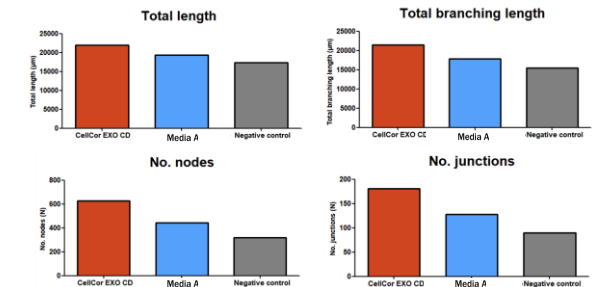 Total length
Total length (μm)
25000
20000
15000
10000
5000
0
CellCor EXO CD
Media A
Negative control
Total branching length
Total branching length (μm)
25000
20000
15000
10000
5000
0
CellCor EXO CD
Media A
Negative control
No. nodes
No. nodes (N)
800
600
400
200
0
CellCor EXO CD
Media A
Negative control
No. junctions
No. junctions (N)
200
150
100
50
0
CellCor EXO CD
Media A
Negative control